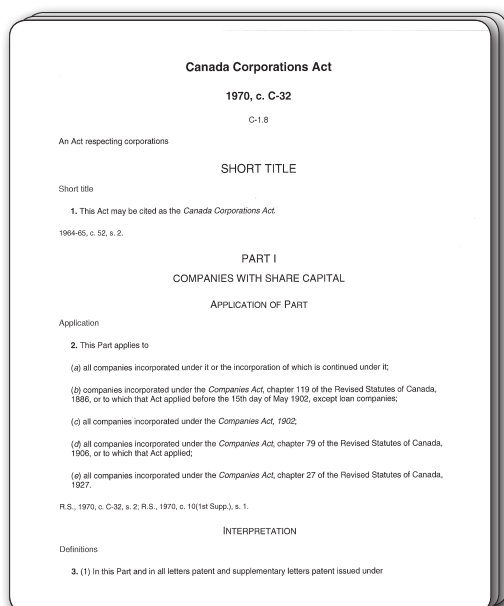 Canada Corporations Act
1970, c. C-32
C-1.8
An Act respecting corporations
SHORT TITLE
Short title
1. This Act may be cited as the Canada Corporations Act.
1964-65, c. 52, s. 2.
PART I
COMPANIES WITH SHARE CAPITAL
APPLICATION OF PART
Application
2. This Part applies to
(a) all companies incorporated under it or the incorporation of which is continued under it;
(b) companies incorporated under the Companies Act, chapter 119 of the Revised Statutes of Canada,
1886, or to which that Act applied before the 15th day of May 1902, except loan companies;
(c) all companies incorporated under the Companies Act, 1902;
(d) all companies incorporated under the Companies Act, chapter 79 of the Revised Statutes of Canada,
1906, or to which that Act applied;
(e) all companies incorporated under the Companies Act, chapter 27 of the Revised Statutes of Canada,
1927.
R.S., 1970, c. C-32, s. 2; R.S., 1970, c. 10(1st Supp.), s. 1.
INTERPRETATION
Definitions
3. (1) In this Part and in all letters patent and supplementary letters patent issued under